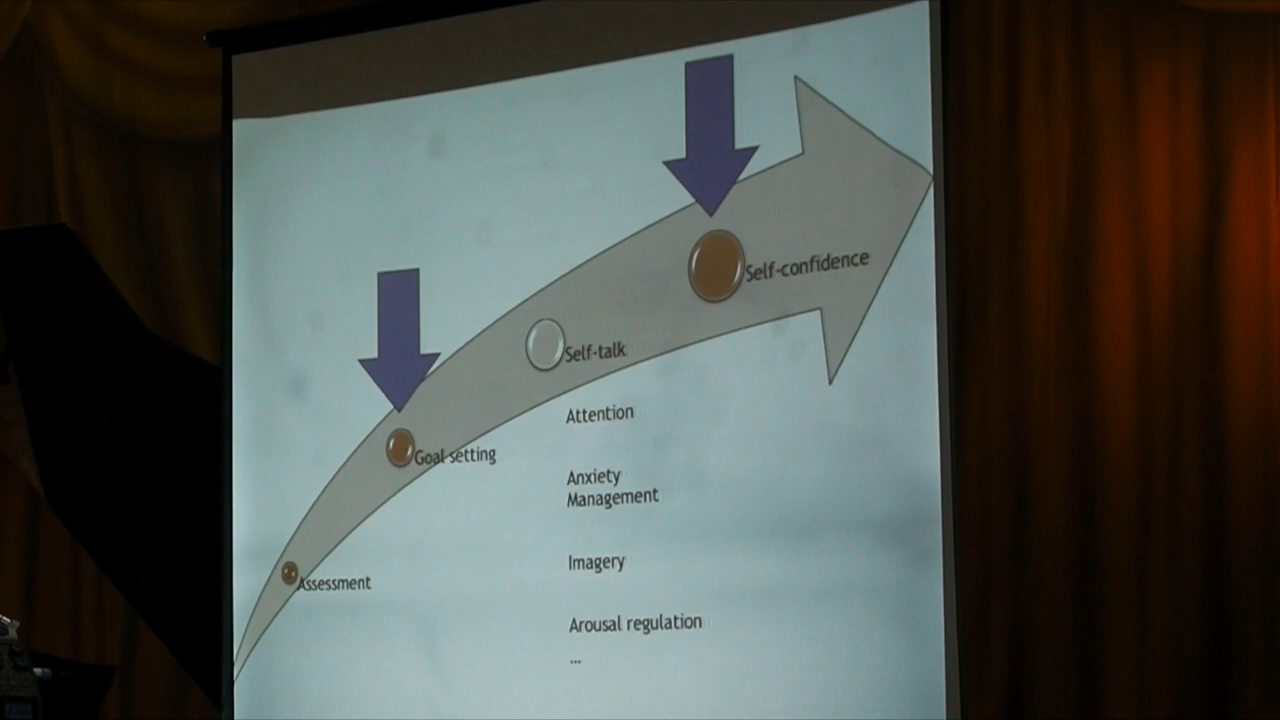 Self-confidence
Self-talk
Attention
Goal setting
Anxiety
Management
Imagery
Assessment
Arousal regulation
...